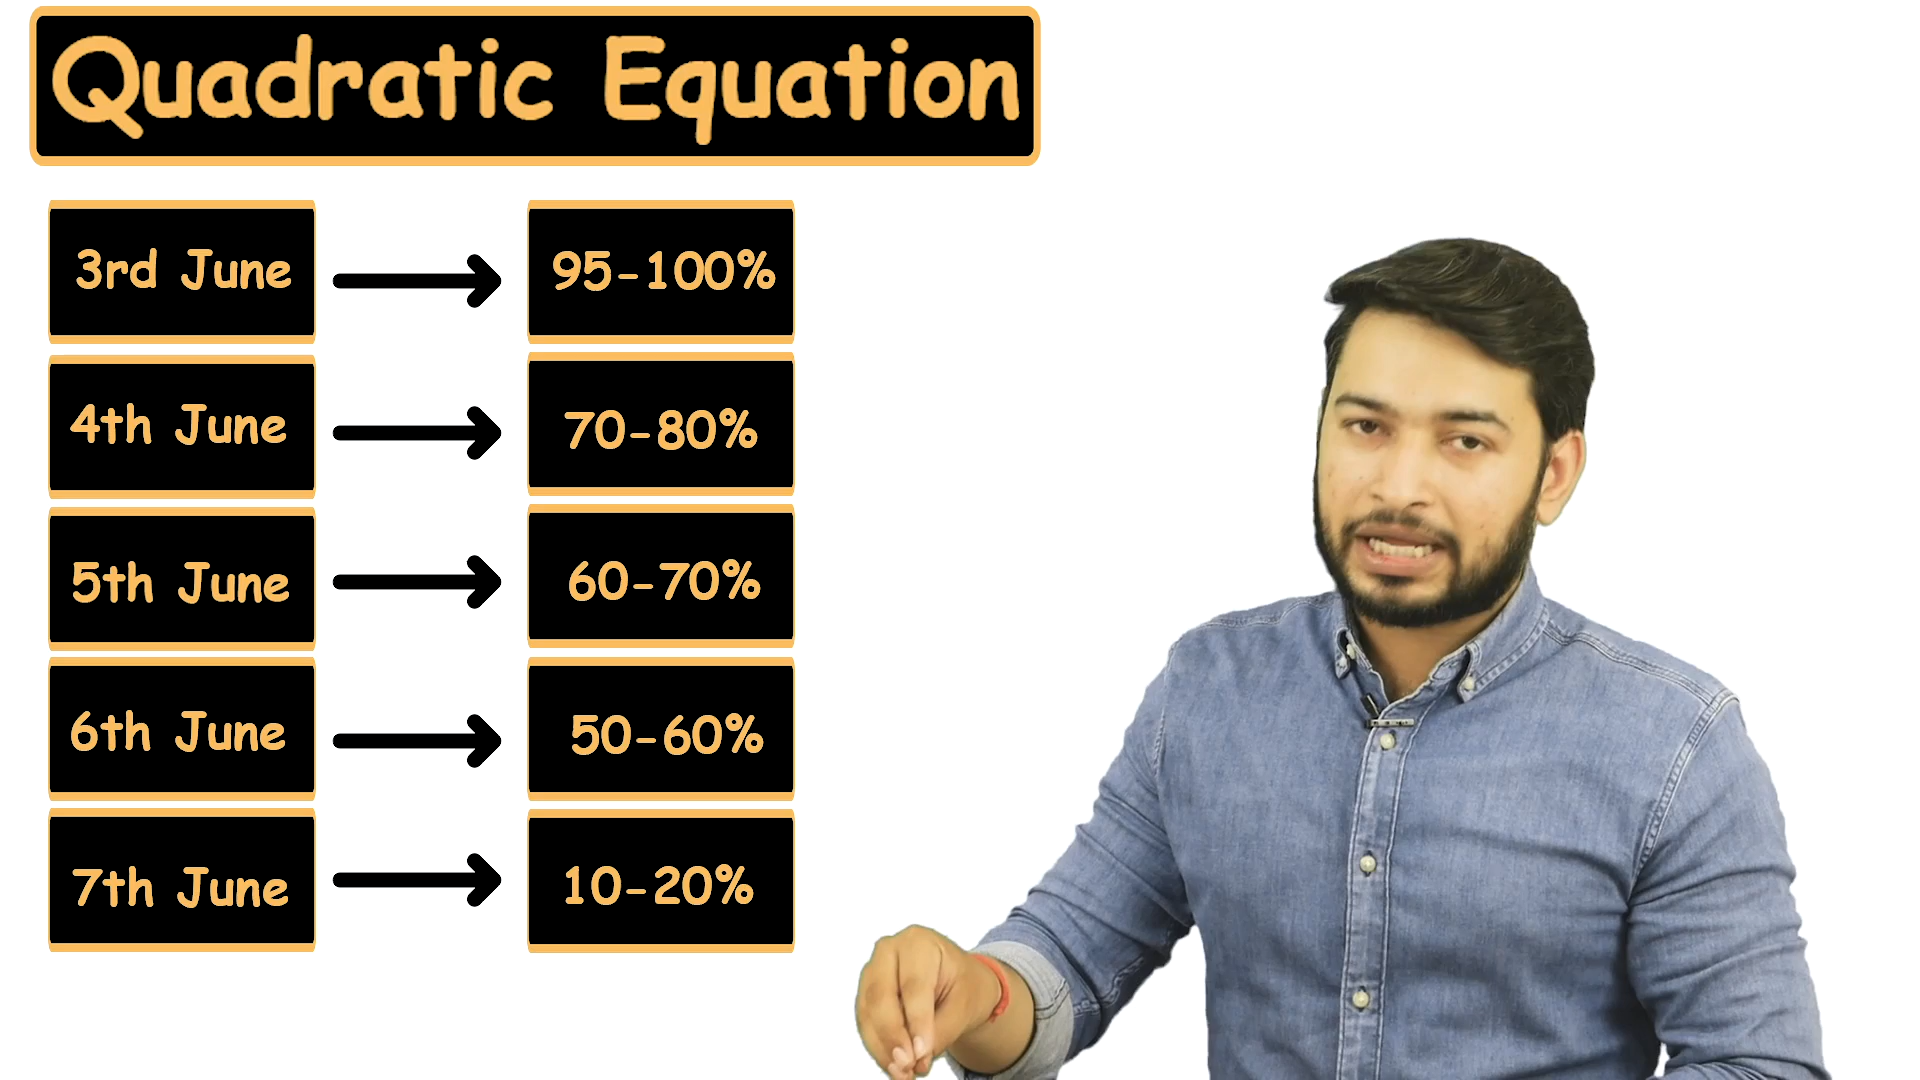 Quadratic Equation
3rd June → 95-100%
4th June → 70-80%
5th June → 60-70%
6th June → 50-60%
7th June → 10-20%